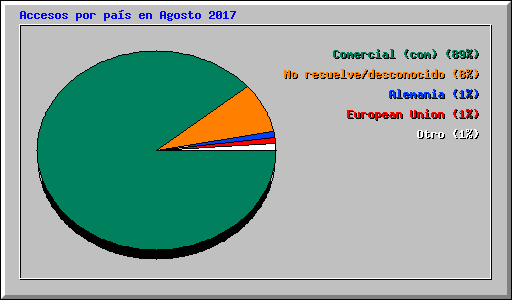 Accesos por país en Agosto 2017
Comercial (com) (89%)
No resuelve/desconocido (8%)
Alemania (1%)
European Union (1%)
Otro (1%)